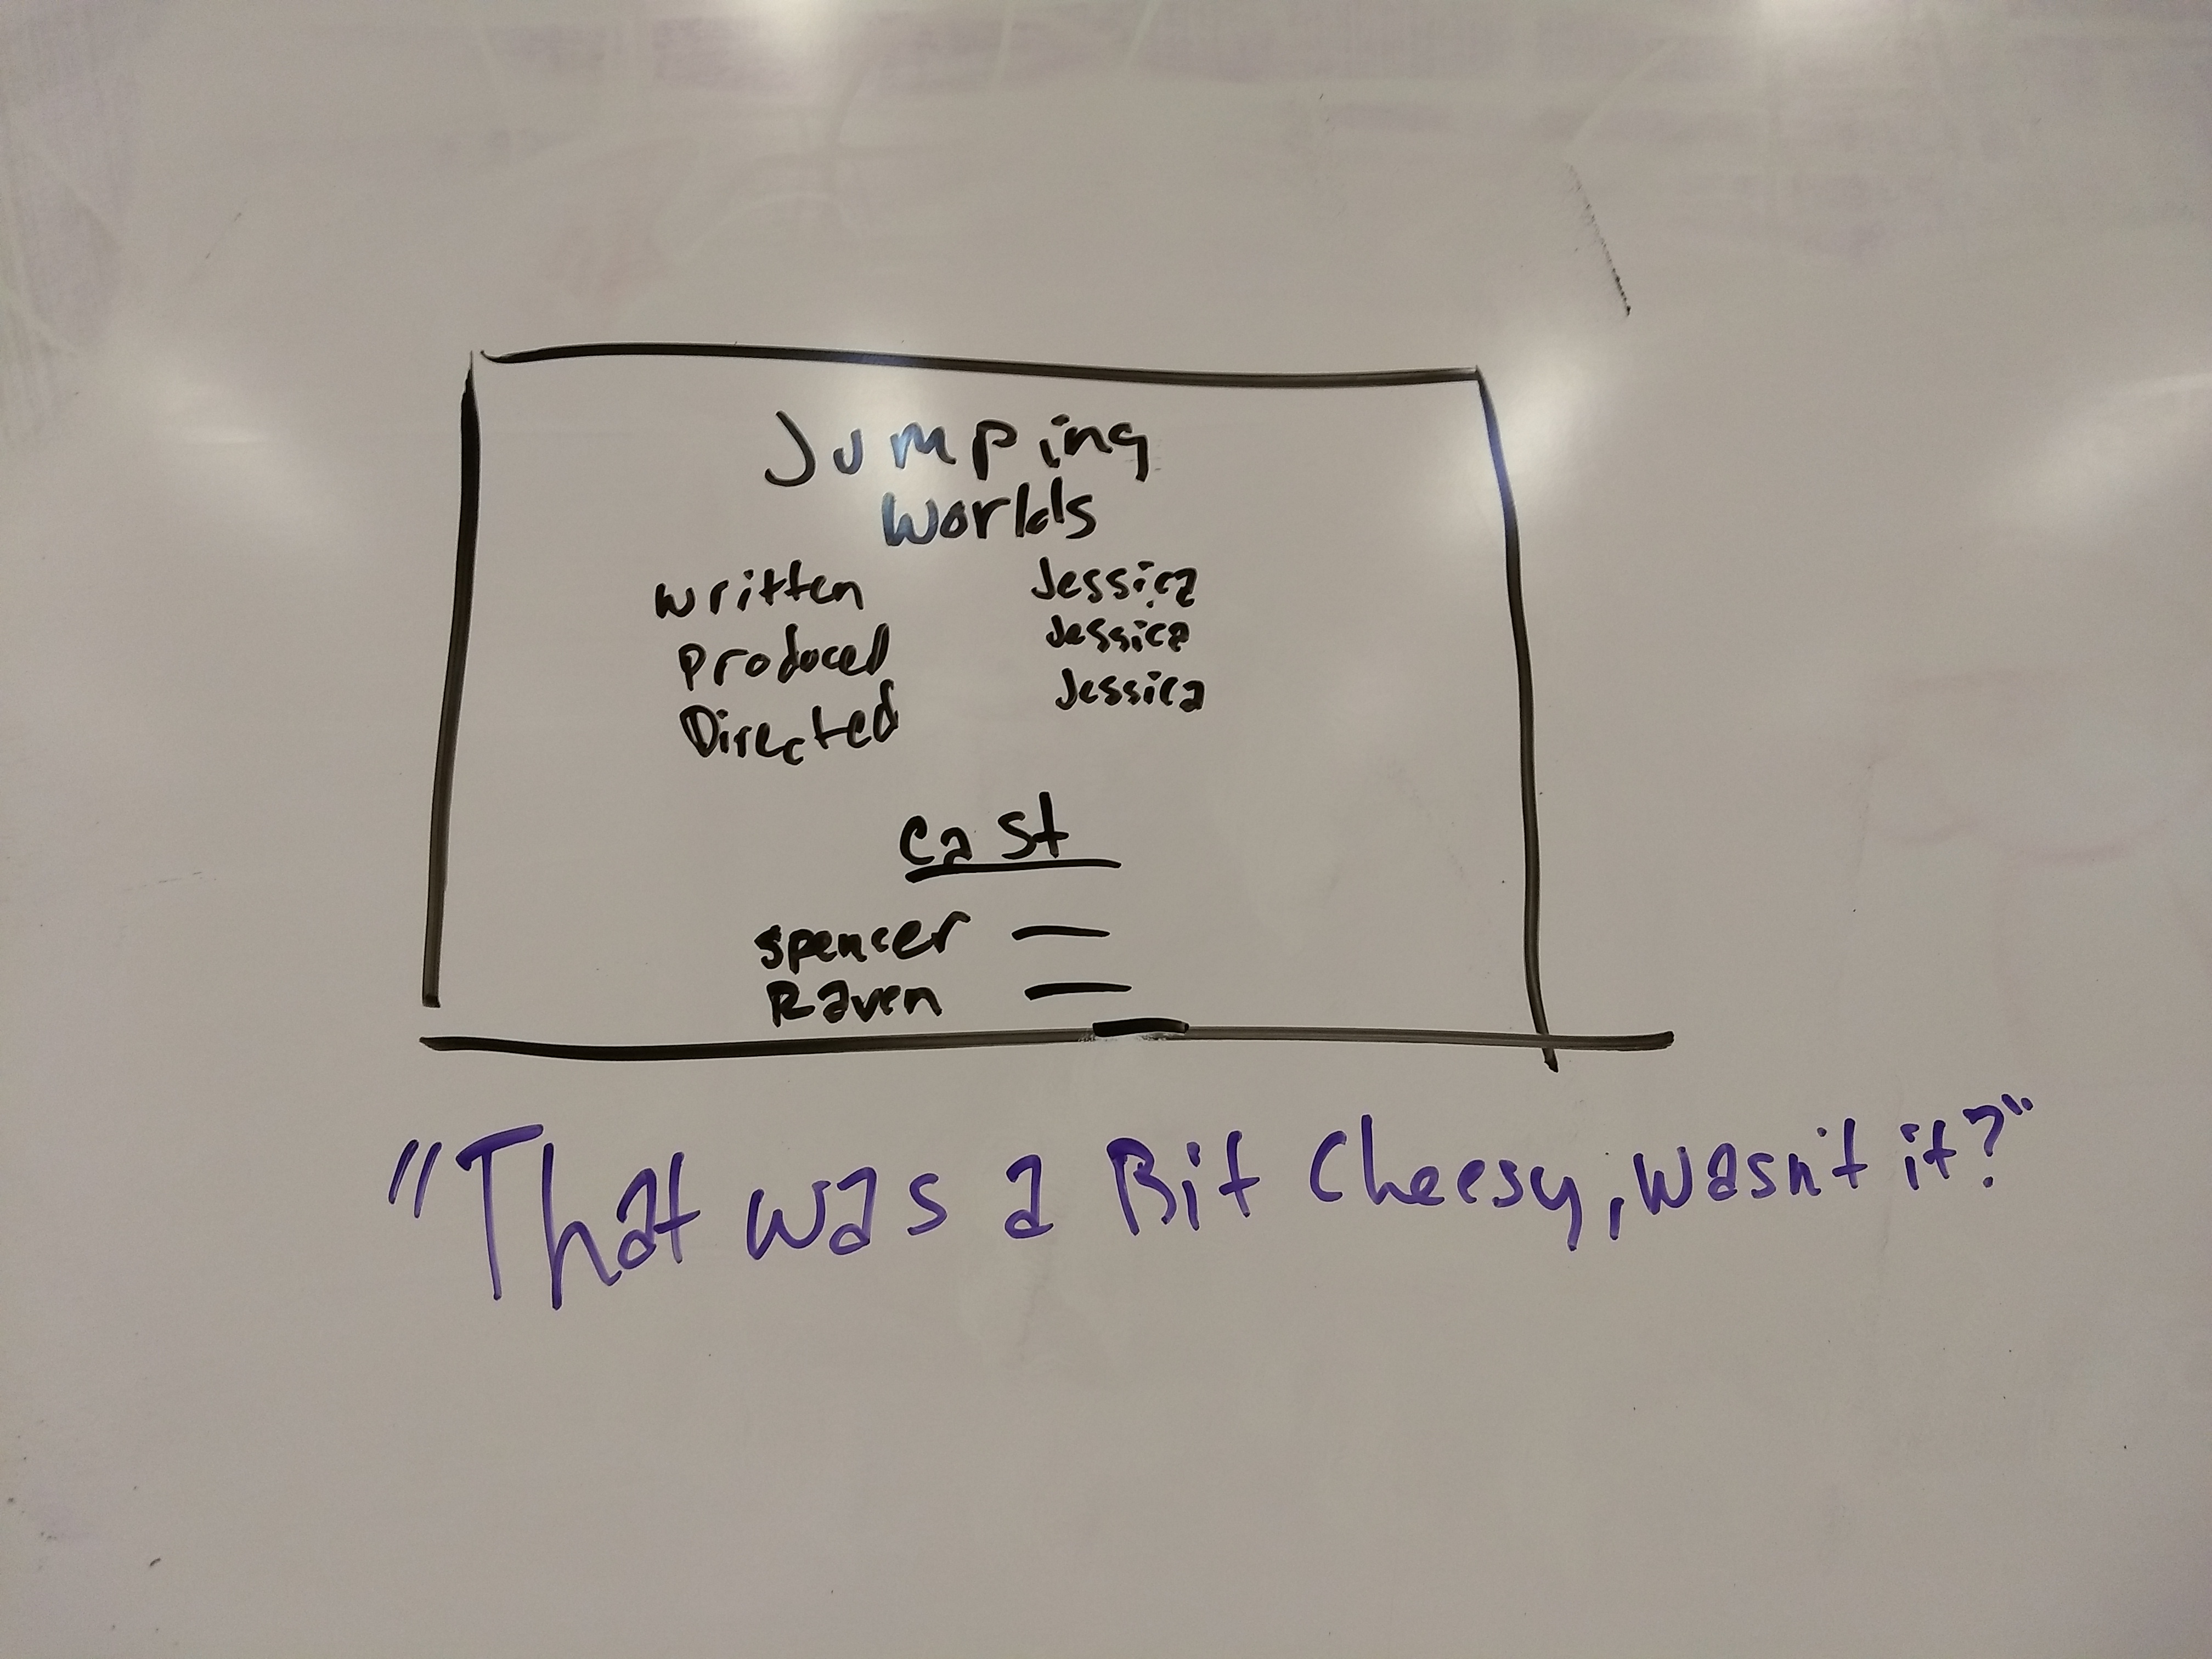 Jumping
Worlds
Written Jessica
Produced Jessica
Directed Jessica
Cast
Spencer —
Raven —
"That was a Bit Cheesy, wasn't it?"